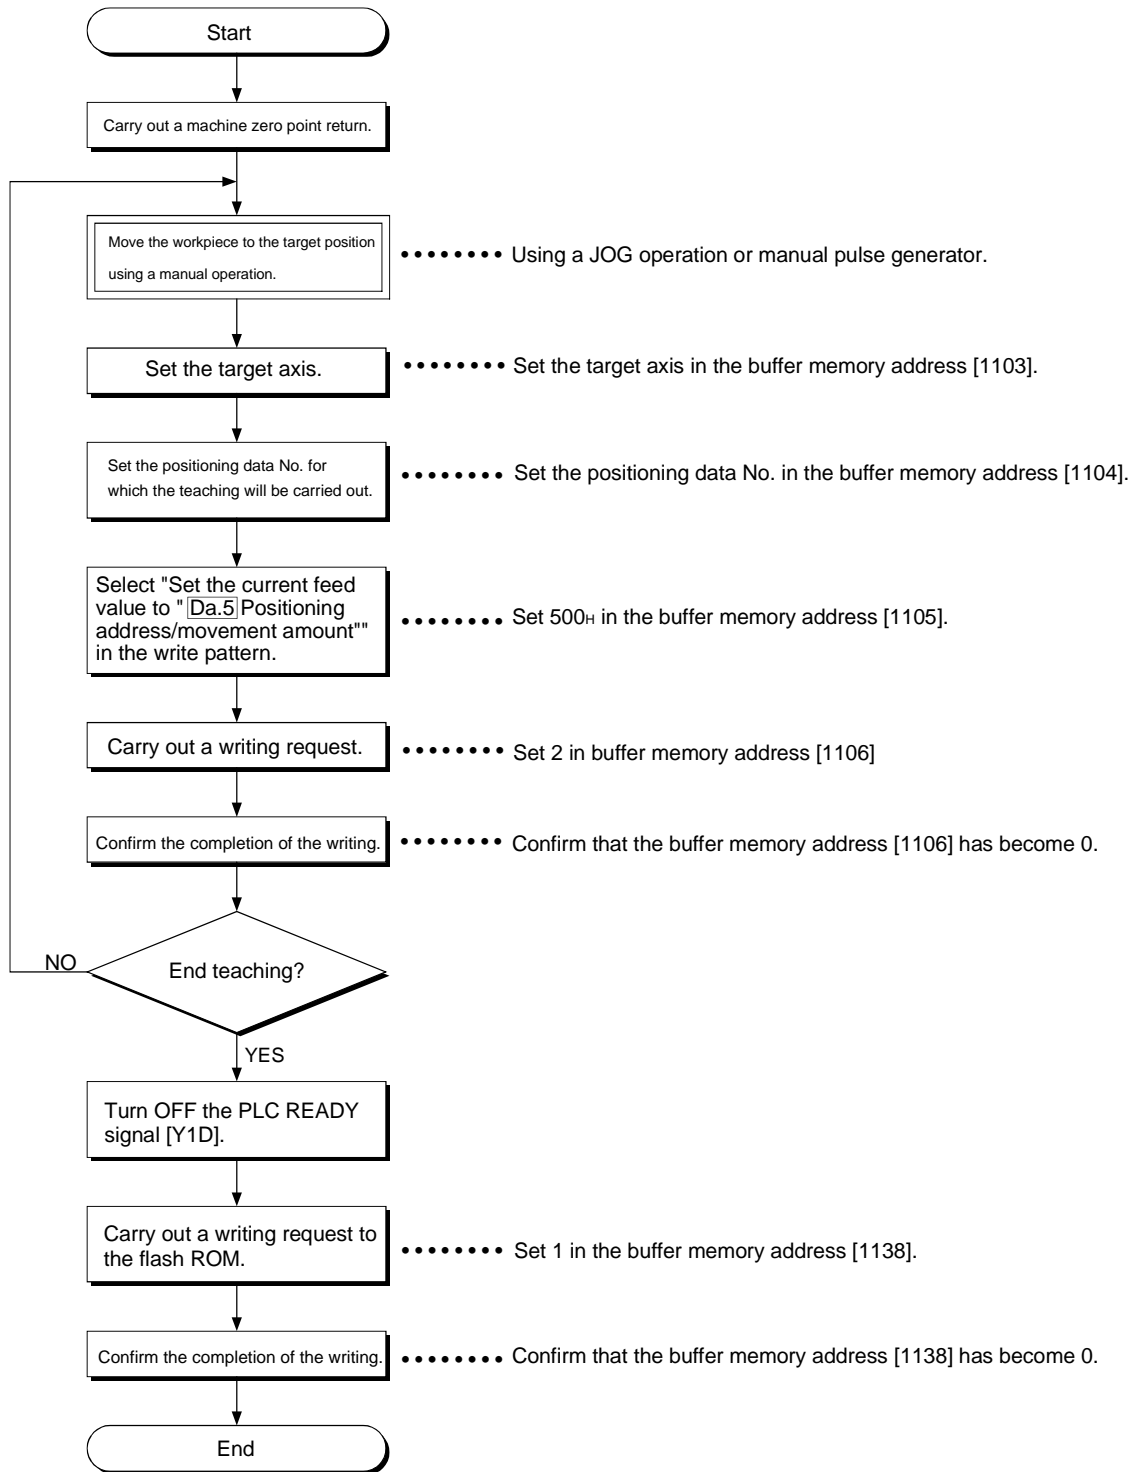 Start
Carry out a machine zero point return.
Move the workpiece to the target position
using a manual operation.
•••••••• Using a JOG operation or manual pulse generator.
Set the target axis.
•••••••• Set the target axis in the buffer memory address [1103].
Set the positioning data No. for
which the teaching will be carried out.
•••••••• Set the positioning data No. in the buffer memory address [1104].
Select "Set the current feed
value to " Da.5 Positioning
address/movement amount""
in the write pattern.
•••••••• Set 500H in the buffer memory address [1105].
Carry out a writing request.
•••••••• Set 2 in buffer memory address [1106]
Confirm the completion of the writing.
•••••••• Confirm that the buffer memory address [1106] has become 0.
NO
End teaching?
YES
Turn OFF the PLC READY
signal [Y1D].
Carry out a writing request to
the flash ROM.
•••••••• Set 1 in the buffer memory address [1138].
Confirm the completion of the writing.
•••••••• Confirm that the buffer memory address [1138] has become 0.
End